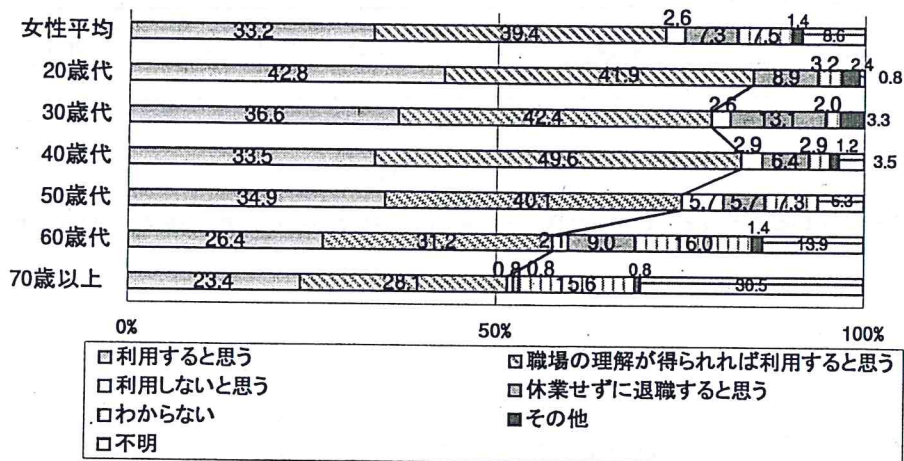 2.6 1.4
女性平均 33.2 39.4 7.3 7.5 8.6
3.2 2.4
20歳代 42.8 41.9 8.9 0.8
2.6 2.0
30歳代 36.6 42.4 3.3
2.9 2.9 1.2
40歳代 33.5 49.6 6.4 3.5
50歳代 34.9 40.1 5.7 5.7 7.3 6.3
1.4
60歳代 26.4 31.2 2.1 9.0 16.0 13.9
0.8 0.8 0.8
70歳以上 23.4 28.1 15.6 30.5
0% 50% 100%
利用すると思う 職場の理解が得られれば利用すると思う
利用しないと思う 休業せずに退職すると思う
わからない その他
不明